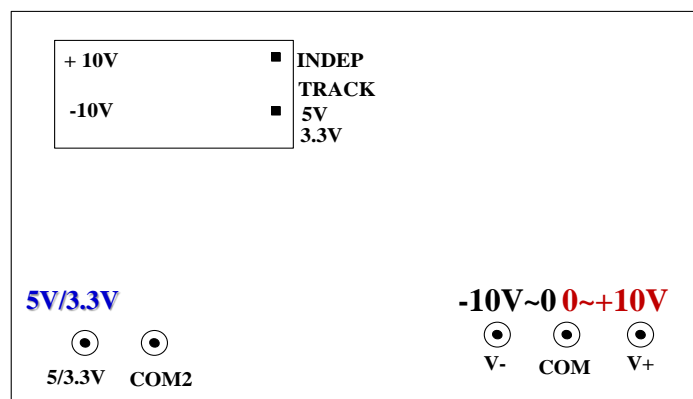 + 10V INDEP
TRACK
-10V 5V
3.3V
5V/3.3V -10V~0 0~+10V
5/3.3V COM2 V- COM V+